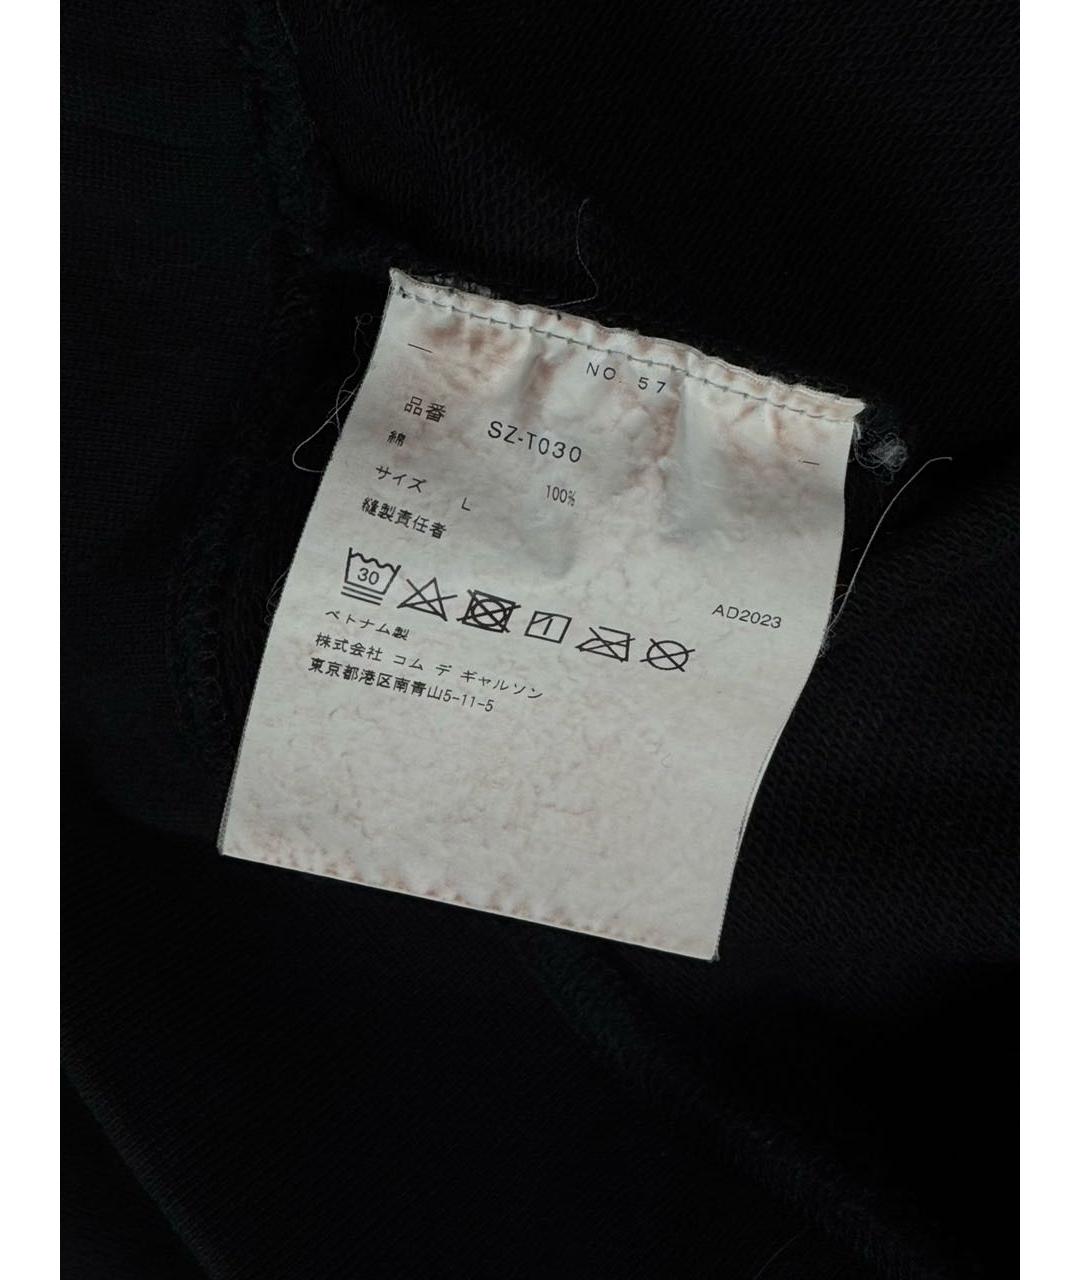 NO. 57
品番 SZ-T030
綿 100%
サイズ L
縫製責任者
30
AD2023
ベトナム製
株式会社 コム デ ギャルソン
東京都港区南青山5-11-5